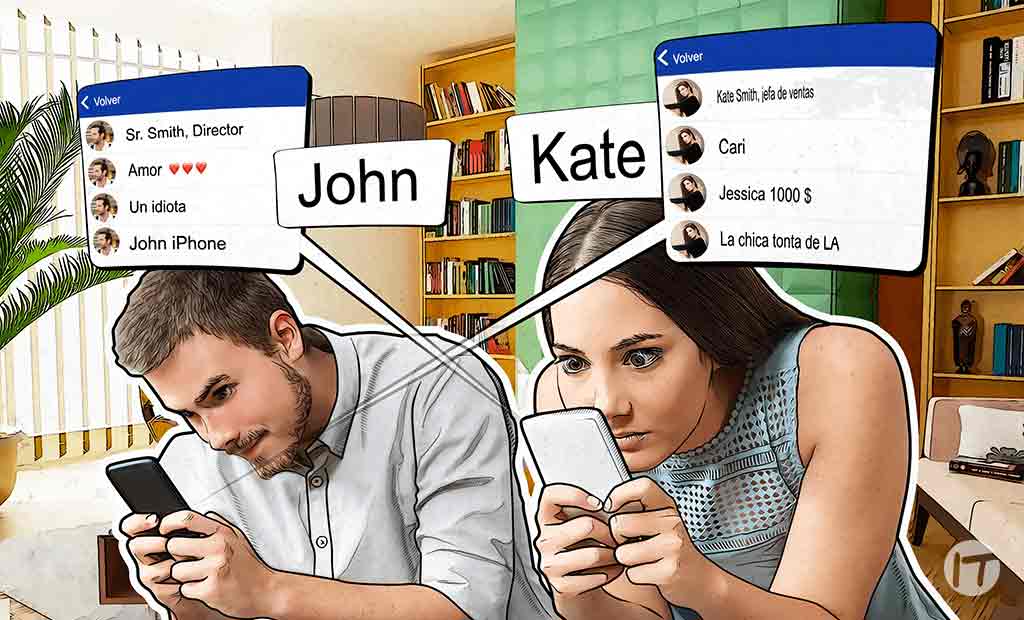 Volver
Sr. Smith, Director
Amor ❤❤❤
Un idiota
John iPhone
John
Kate
Volver
Kate Smith, jefa de ventas
Cari
Jessica 1000 $
La chica tonta de LA
IT